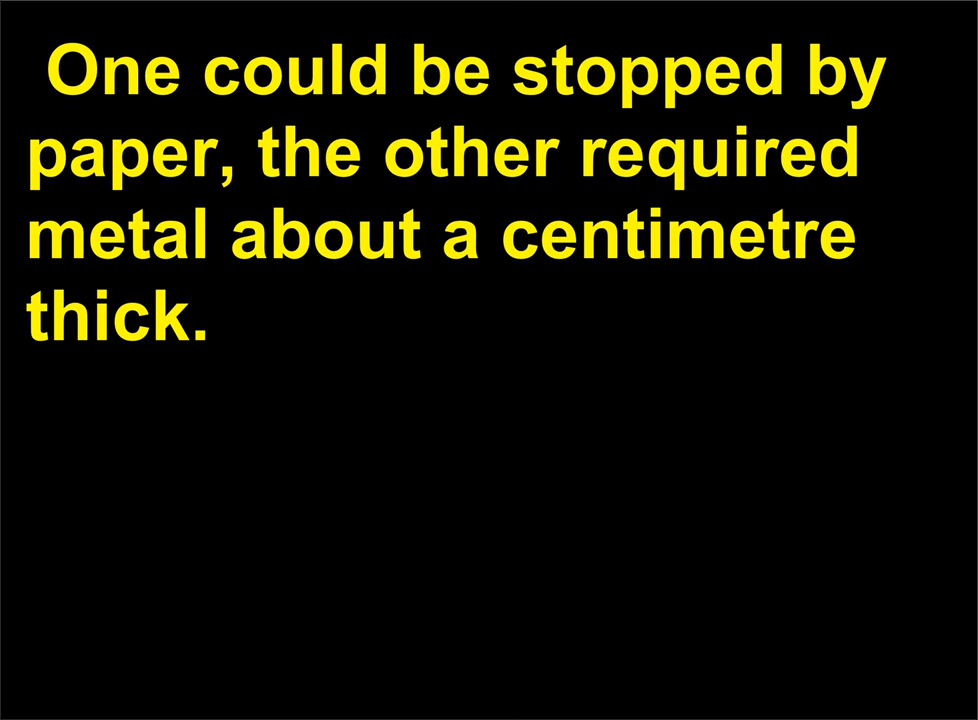 One could be stopped by
paper, the other required
metal about a centimetre
thick.